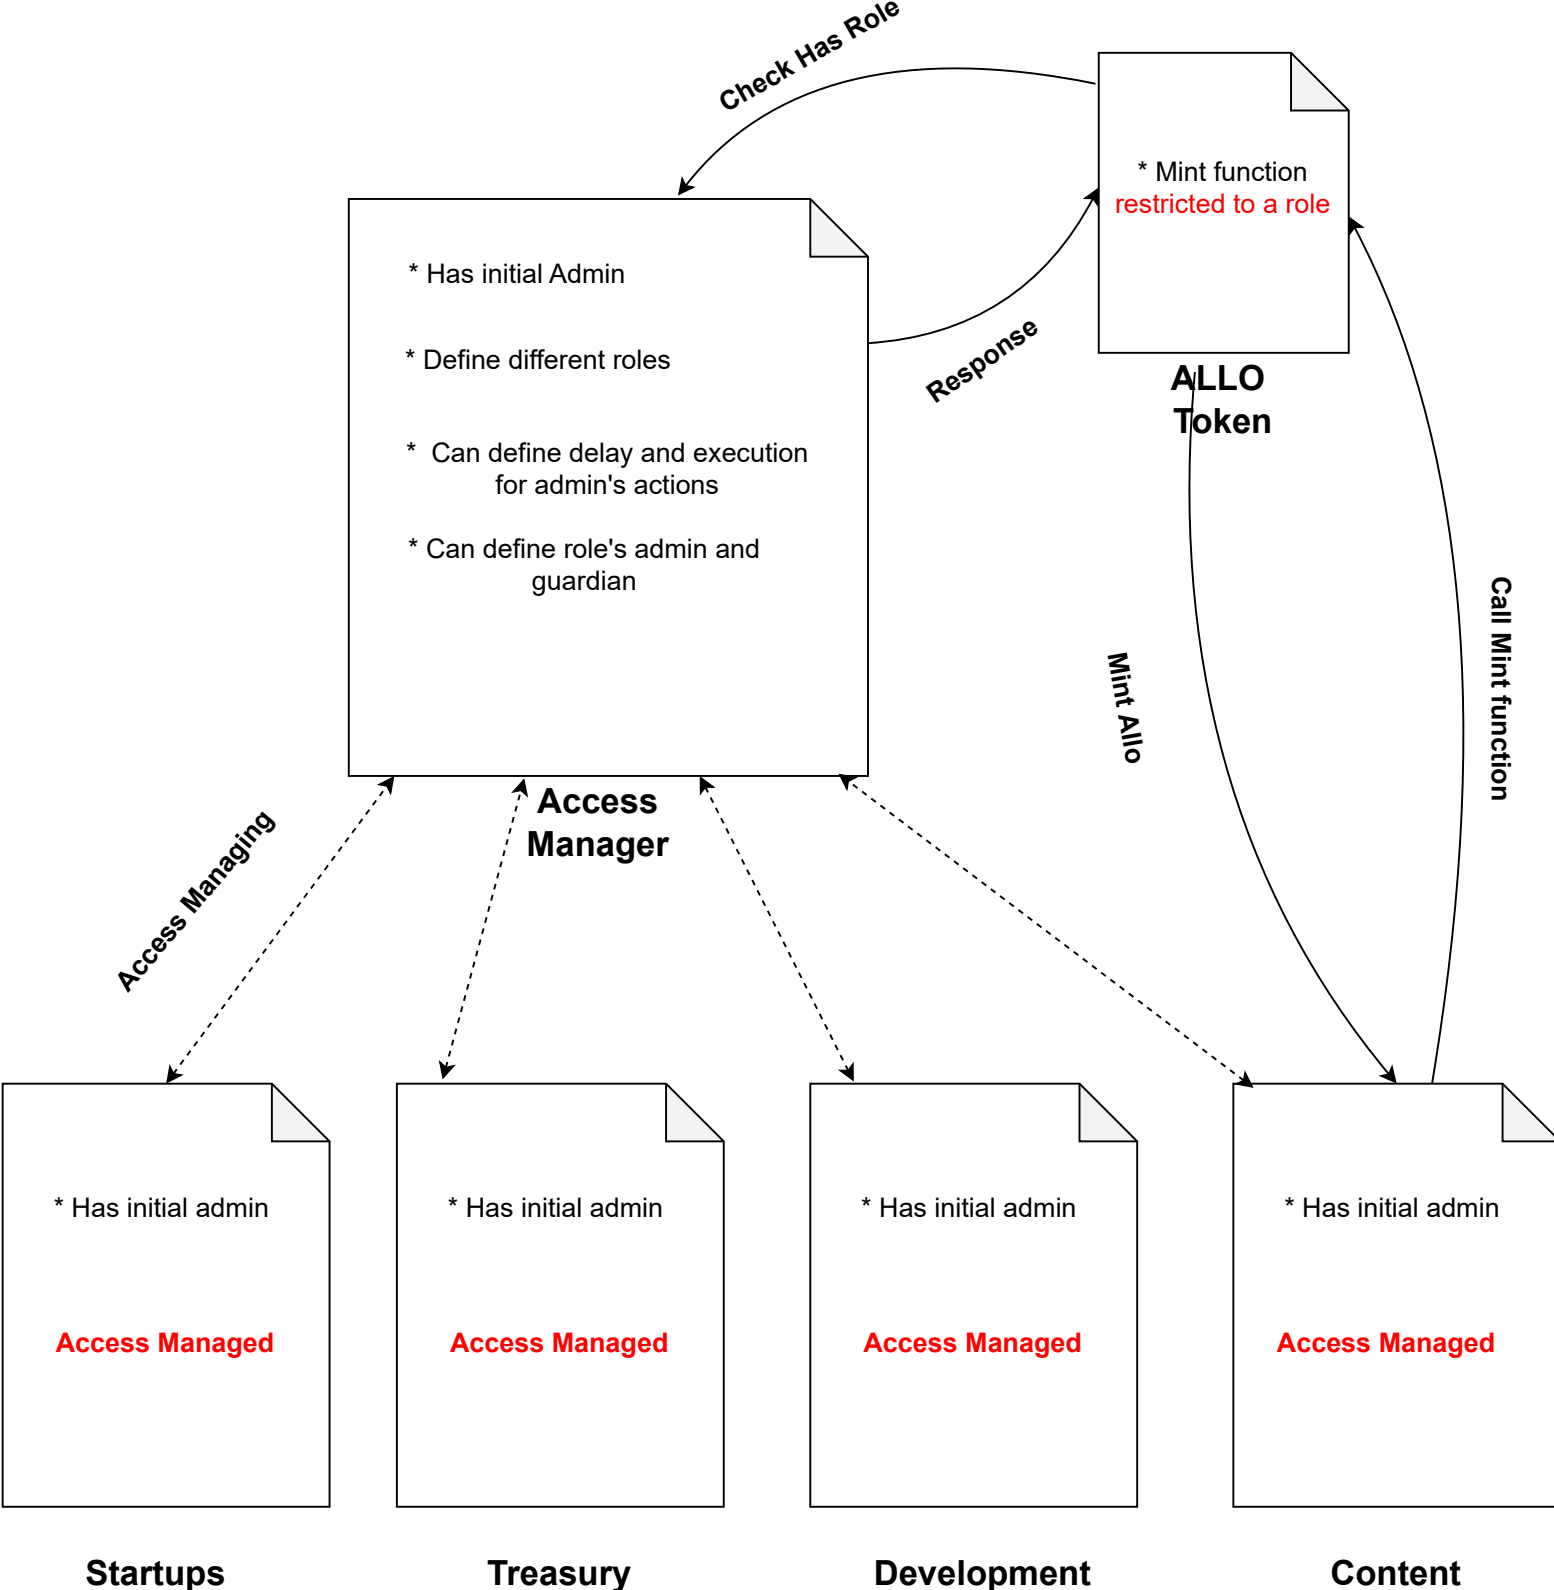 Check Has Role
* Mint function
restricted to a role
* Has initial Admin
* Define different roles
* Can define delay and execution
for admin's actions
* Can define role's admin and
guardian
Response
ALLO
Token
Call Mint function
Mint Allo
Access
Manager
Access Managing
* Has initial admin
Access Managed
* Has initial admin
Access Managed
* Has initial admin
Access Managed
* Has initial admin
Access Managed
Startups
Treasury
Development
Content